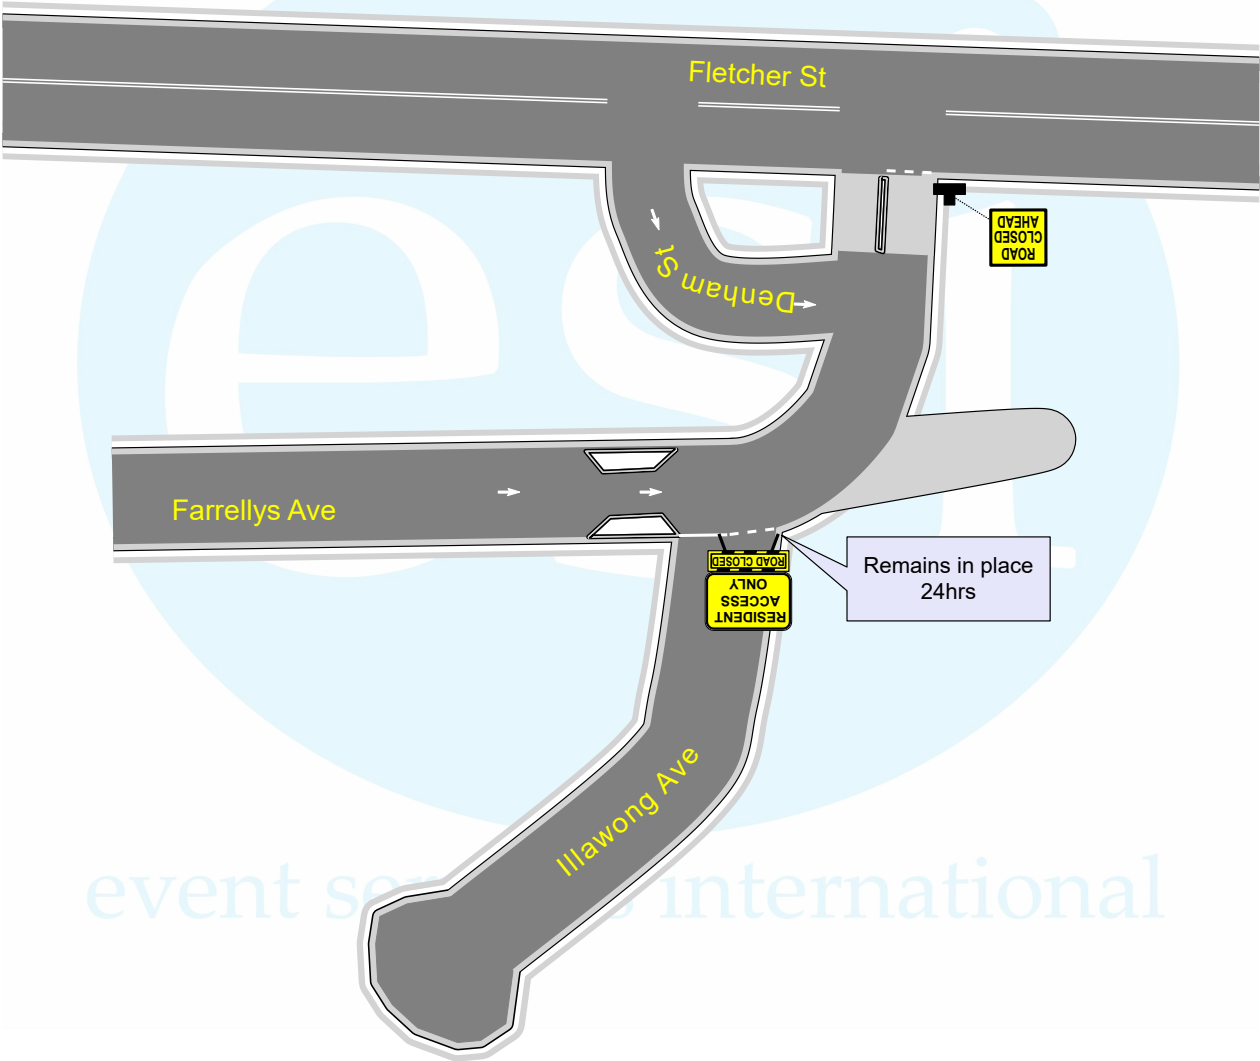 Fletcher St
ROAD
CLOSED
AHEAD
Denham St
Farrellys Ave
ROAD CLOSED
RESIDENT
ACCESS
ONLY
Remains in place
24hrs
Illawong Ave
esi
event services international